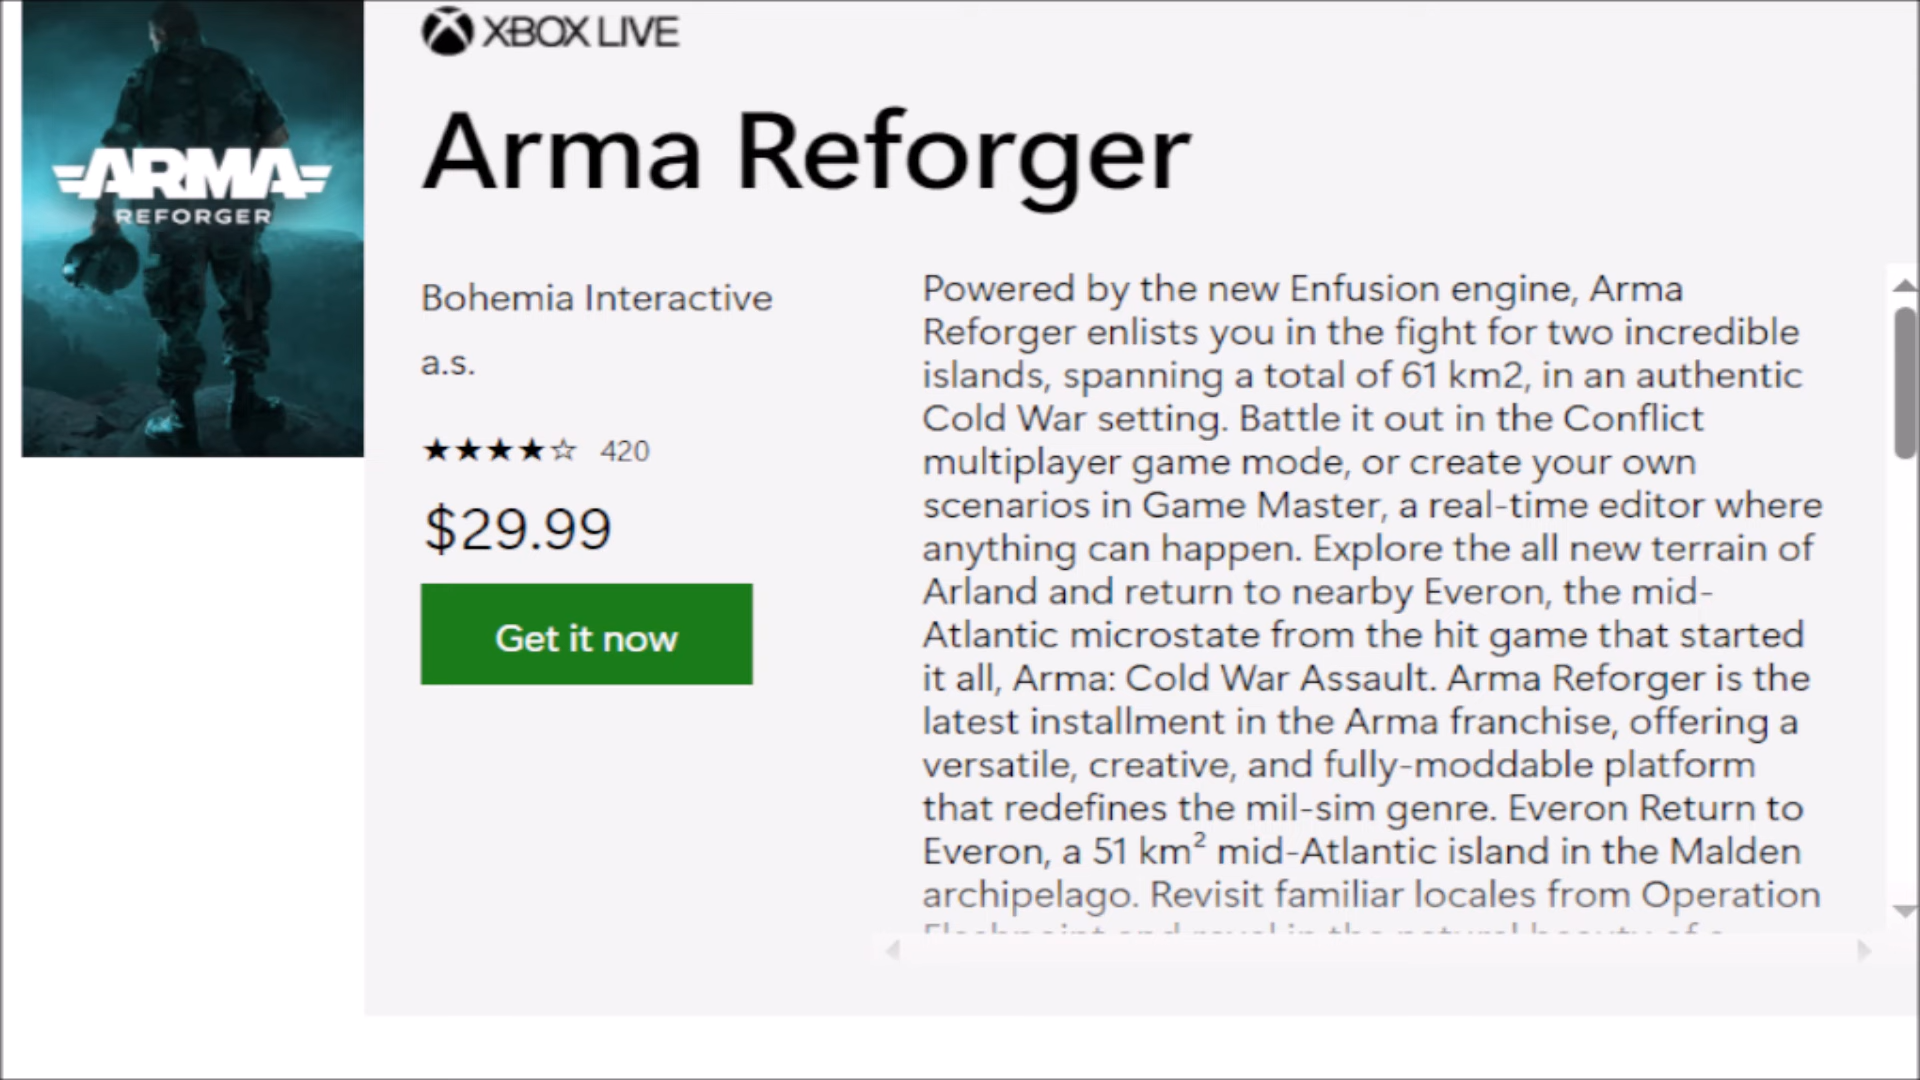 XBOX LIVE
Arma Reforger
ARMA
REFORGER
Bohemia Interactive
a.s.
★★★★☆ 420
$29.99
Get it now
Powered by the new Enfusion engine, Arma
Reforger enlists you in the fight for two incredible
islands, spanning a total of 61 km2, in an authentic
Cold War setting. Battle it out in the Conflict
multiplayer game mode, or create your own
scenarios in Game Master, a real-time editor where
anything can happen. Explore the all new terrain of
Arland and return to nearby Everon, the mid-
Atlantic microstate from the hit game that started
it all, Arma: Cold War Assault. Arma Reforger is the
latest installment in the Arma franchise, offering a
versatile, creative, and fully-moddable platform
that redefines the mil-sim genre. Everon Return to
Everon, a 51 km² mid-Atlantic island in the Malden
archipelago. Revisit familiar locales from Operation